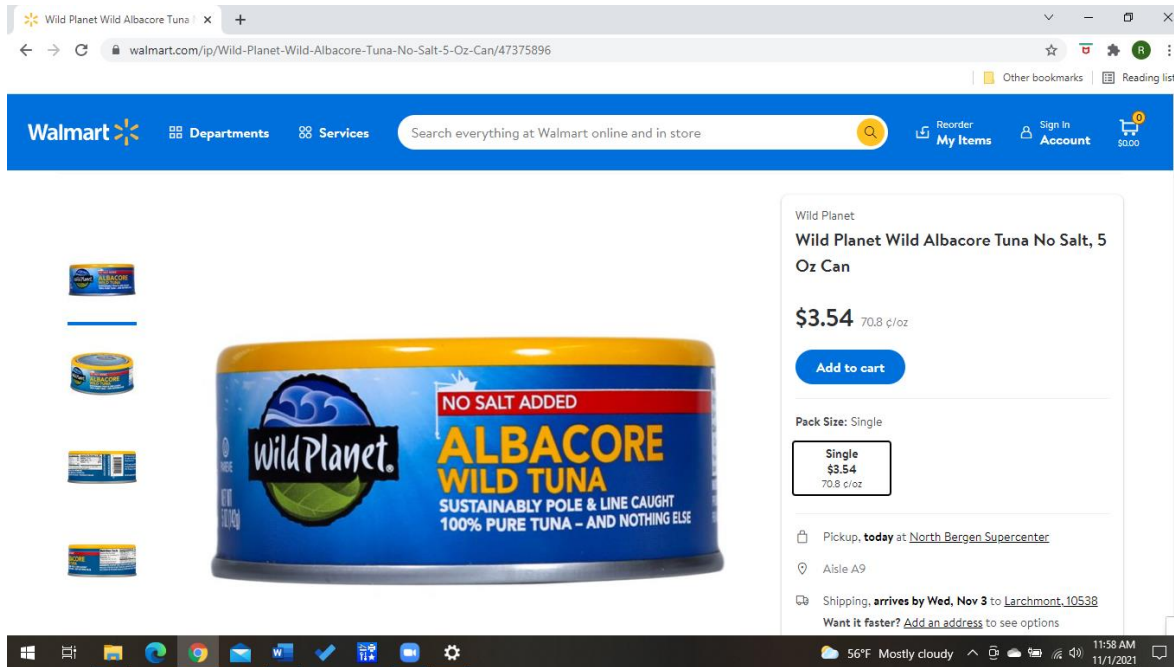 Wild Planet Wild Albacore Tuna
walmart.com/ip/Wild-Planet-Wild-Albacore-Tuna-No-Salt-5-Oz-Can/47375896
R
Other bookmarks
Reading list
Walmart
Departments
Services
Search everything at Walmart online and in store
Reorder
My Items
Sign In
Account
0
$0.00
Wild Planet
Wild Planet Wild Albacore Tuna No Salt, 5
Oz Can
$3.54 70.8 ¢/oz
Add to cart
Pack Size: Single
Single
$3.54
70.8 ¢/oz
Pickup, today at North Bergen Supercenter
Aisle A9
Shipping, arrives by Wed, Nov 3 to Larchmont, 10538
Want it faster? Add an address to see options
NO SALT ADDED
Wild Planet®
ALBACORE
WILD TUNA
SUSTAINABLY POLE & LINE CAUGHT
100% PURE TUNA – AND NOTHING ELSE
NET WT
56°F Mostly cloudy
11:58 AM
11/1/2021